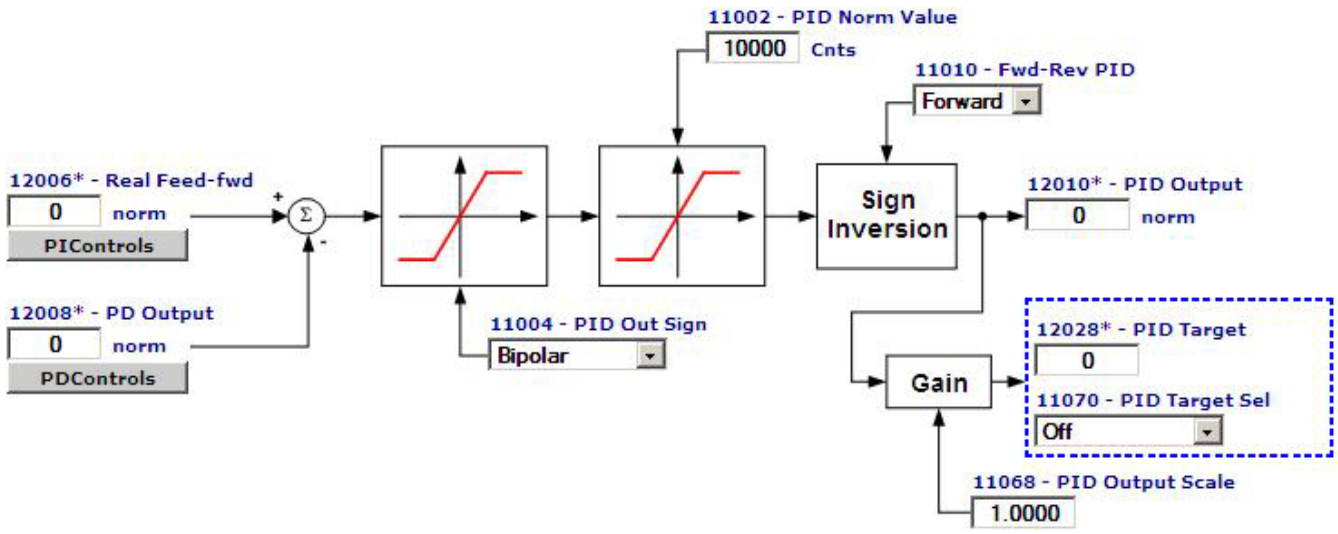 11002 - PID Norm Value
10000 Cnts
11010 - Fwd-Rev PID
Forward
12006* - Real Feed-fwd
0 norm
PIControls
+
Σ
-
Sign
Inversion
12010* - PID Output
0 norm
12008* - PD Output
0 norm
PDControls
11004 - PID Out Sign
Bipolar
Gain
12028* - PID Target
0
11070 - PID Target Sel
Off
11068 - PID Output Scale
1.0000